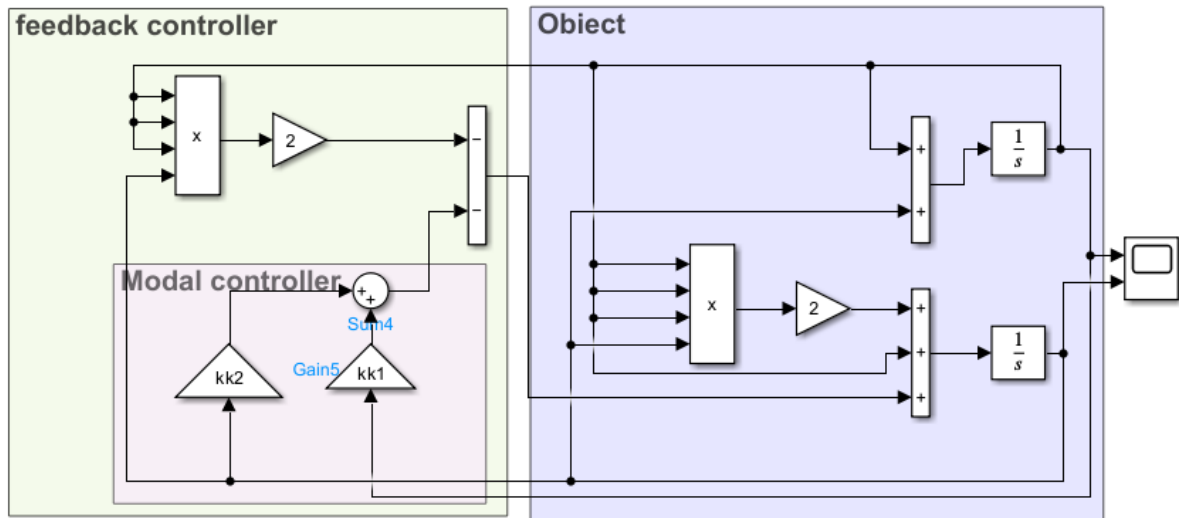 feedback controller
Obiect
x
2
−
−
+
+
1
s
Modal controller
+
+
Sum4
Gain5
kk2
kk1
x
2
+
+
+
1
s